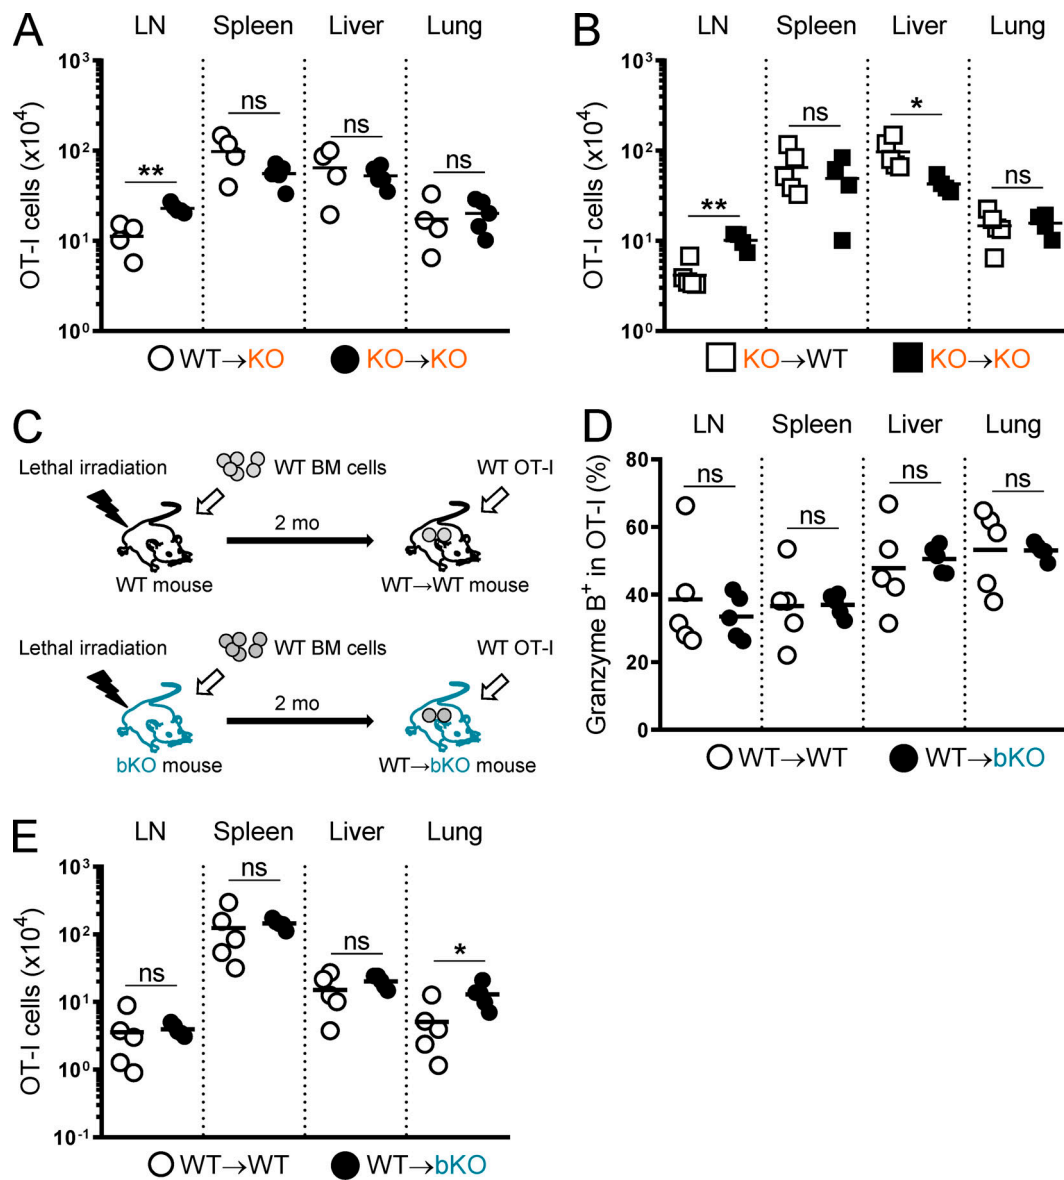 A
LN Spleen Liver Lung
OT-I cells (x10⁴)
10³
10²
10¹
10⁰
** ns ns ns
WT→KO KO→KO
B
LN Spleen Liver Lung
OT-I cells (x10⁴)
10³
10²
10¹
10⁰
** ns * ns
KO→WT KO→KO
C
Lethal irradiation WT BM cells WT OT-I
2 mo
WT mouse WT→WT mouse
Lethal irradiation WT BM cells WT OT-I
2 mo
bKO mouse WT→bKO mouse
D
LN Spleen Liver Lung
Granzyme B⁺ in OT-I (%)
80
60
40
20
0
ns ns ns ns
WT→WT WT→bKO
E
LN Spleen Liver Lung
OT-I cells (x10⁴)
10³
10²
10¹
10⁰
10⁻¹
ns ns ns *
WT→WT WT→bKO